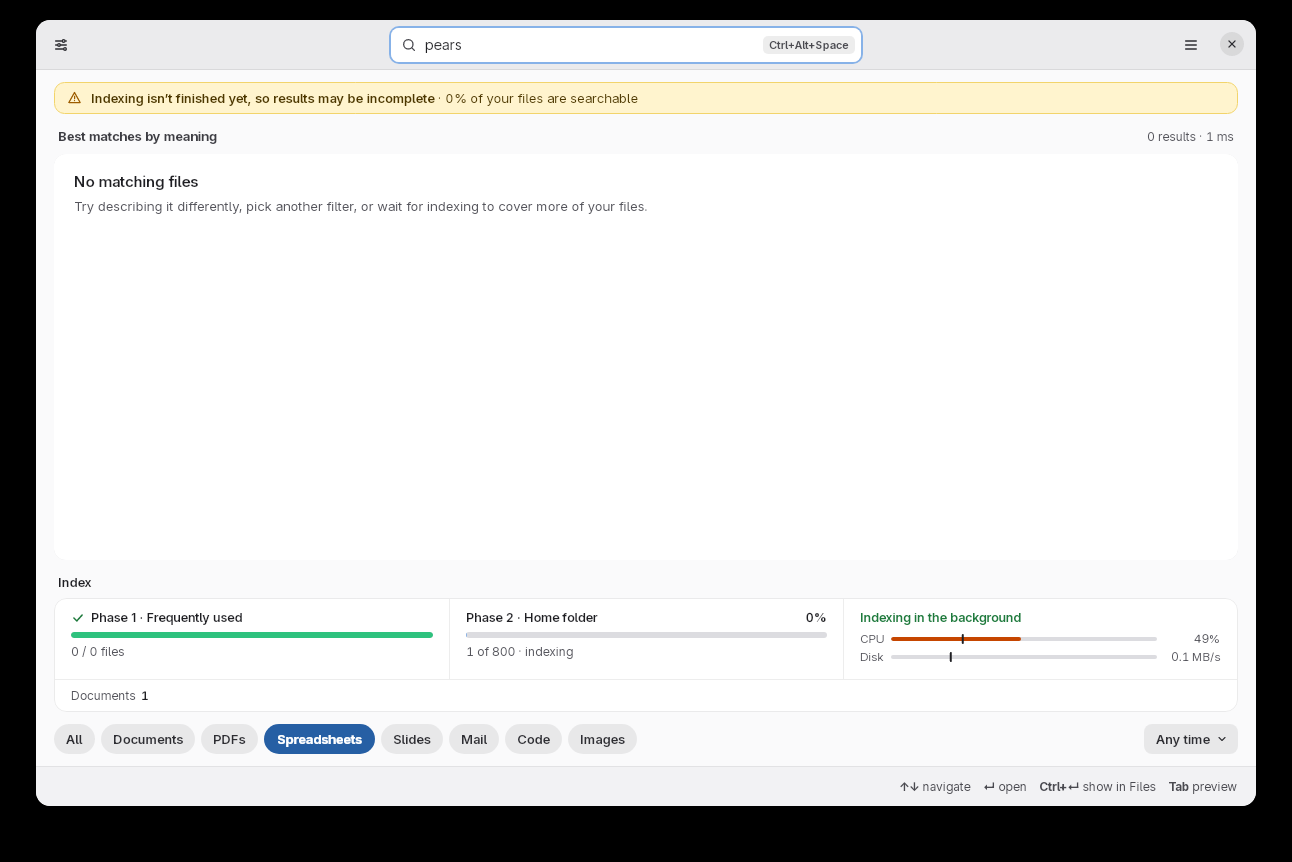 pears
Ctrl+Alt+Space
Indexing isn’t finished yet, so results may be incomplete · 0% of your files are searchable
Best matches by meaning
0 results · 1 ms
No matching files
Try describing it differently, pick another filter, or wait for indexing to cover more of your files.
Index
Phase 1 · Frequently used
0 / 0 files
Phase 2 · Home folder
0%
1 of 800 · indexing
Indexing in the background
CPU
49%
Disk
0.1 MB/s
Documents 1
All
Documents
PDFs
Spreadsheets
Slides
Mail
Code
Images
Any time
↑↓ navigate
↵ open
Ctrl+↵ show in Files
Tab preview